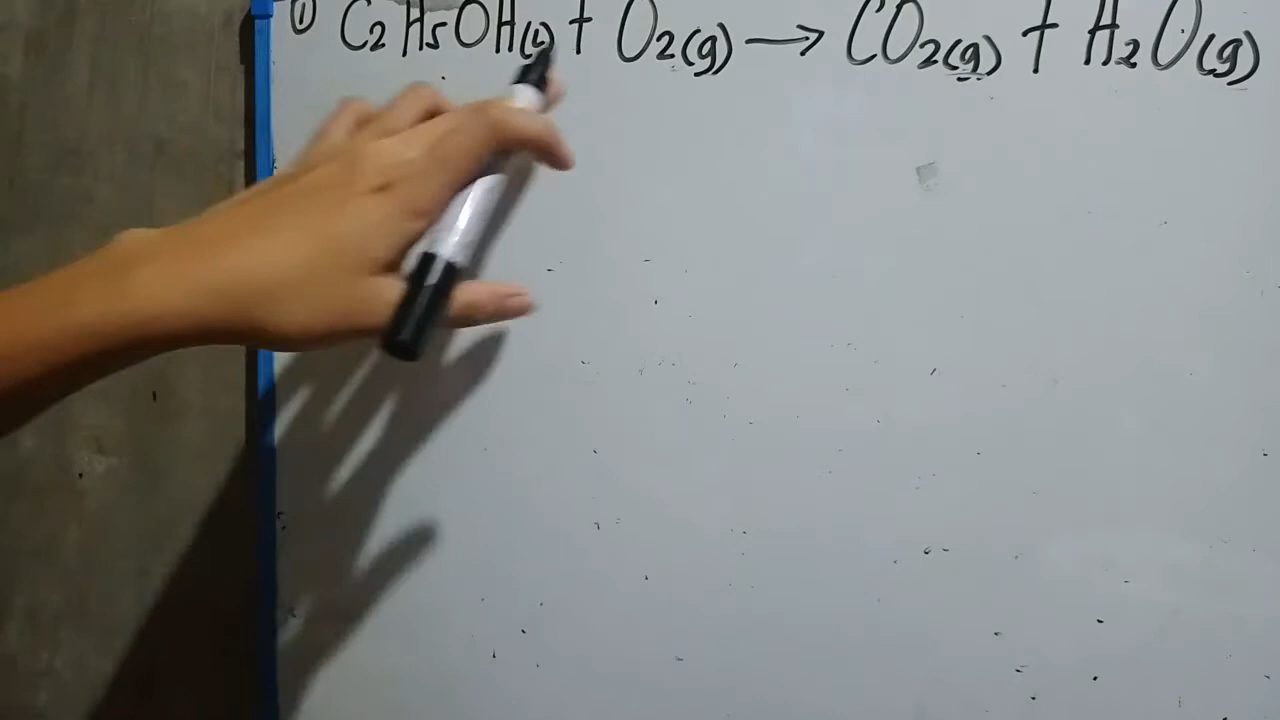 ① C2H5OH(l) + O2(g) → CO2(g) + H2O(g)